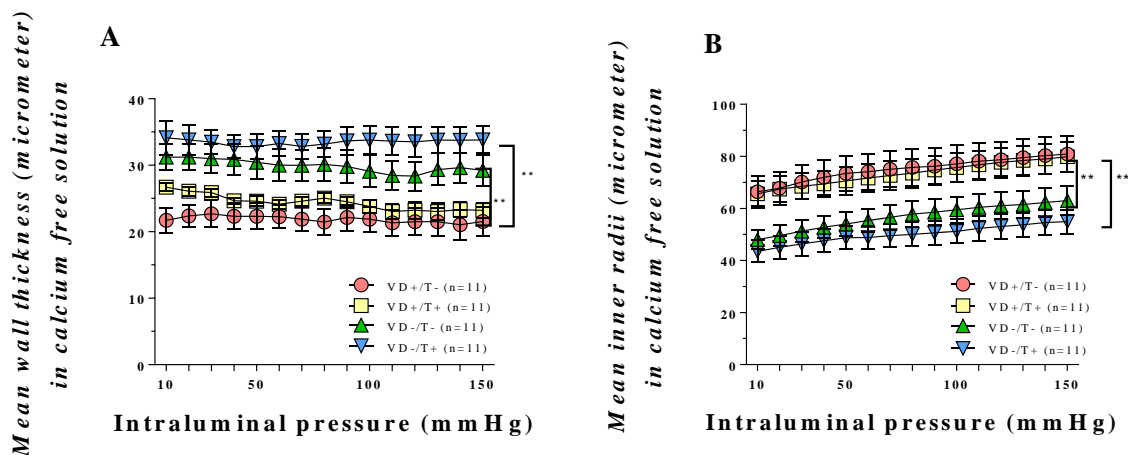 A
Mean wall thickness (micrometer)
in calcium free solution
40
30
20
10
0
**
**
VD+/T- (n=11)
VD+/T+ (n=11)
VD-/T- (n=11)
VD-/T+ (n=11)
10 50 100 150
Intraluminal pressure (mmHg)
B
Mean inner radii (micrometer)
in calcium free solution
100
80
60
40
20
0
** **
VD+/T- (n=11)
VD+/T+ (n=11)
VD-/T- (n=11)
VD-/T+ (n=11)
10 50 100 150
Intraluminal pressure (mmHg)